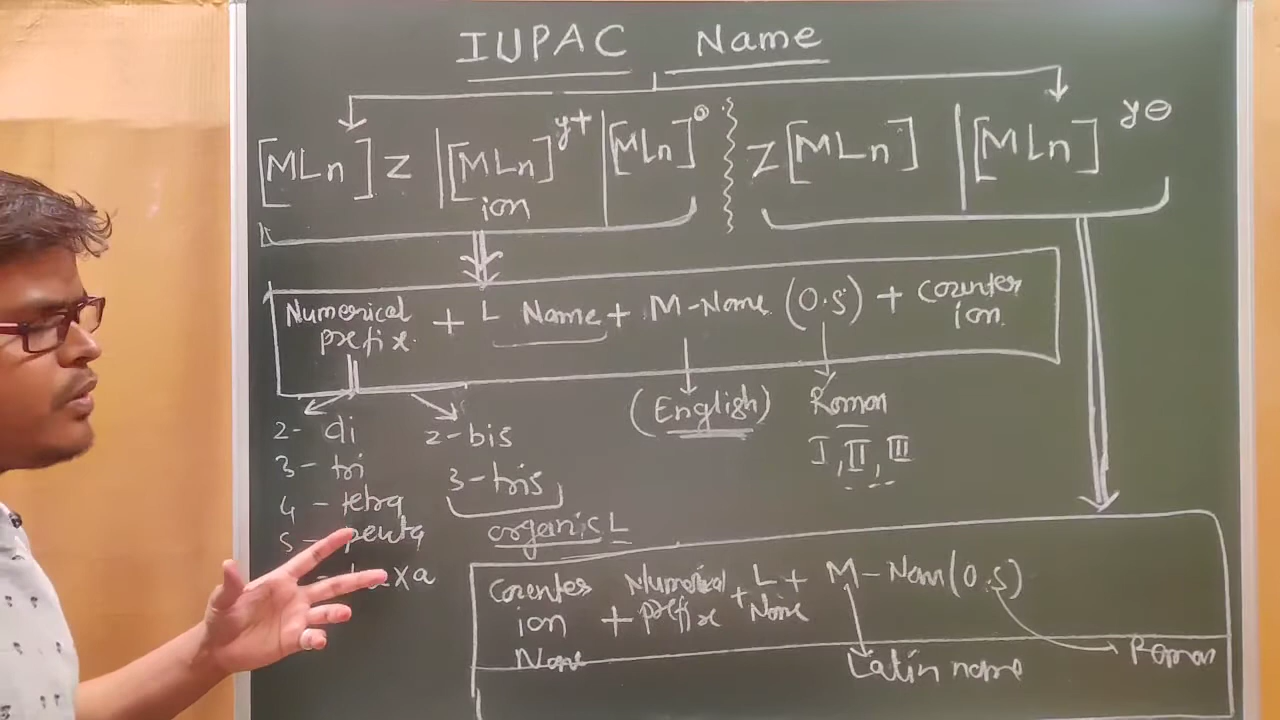 IUPAC Name
[MLn] Z | [MLn]^y+ ion | [MLn]^0
Z [MLn] | [MLn]^y⊖
Numerical prefix + L Name + M-Name (O.S) + Counter ion
(English)
Roman
I, II, III
2- di
3- tri
4 - tetra
5 - penta
- hexa
2-bis
3-tris
organic L
Counter ion Name + Numerical prefix + L Name + M-Nam (O.S)
Latin name
Roman